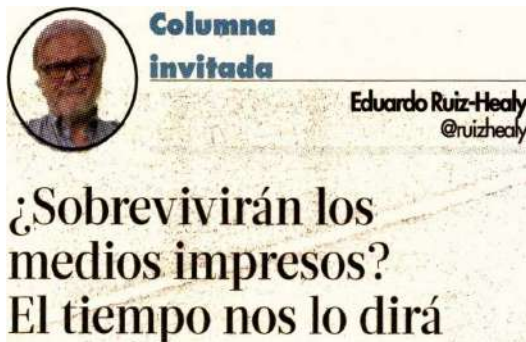 Columna
invitada
Eduardo Ruiz-Healy
@ruizhealy
¿Sobrevivirán los
medios impresos?
El tiempo nos lo dirá